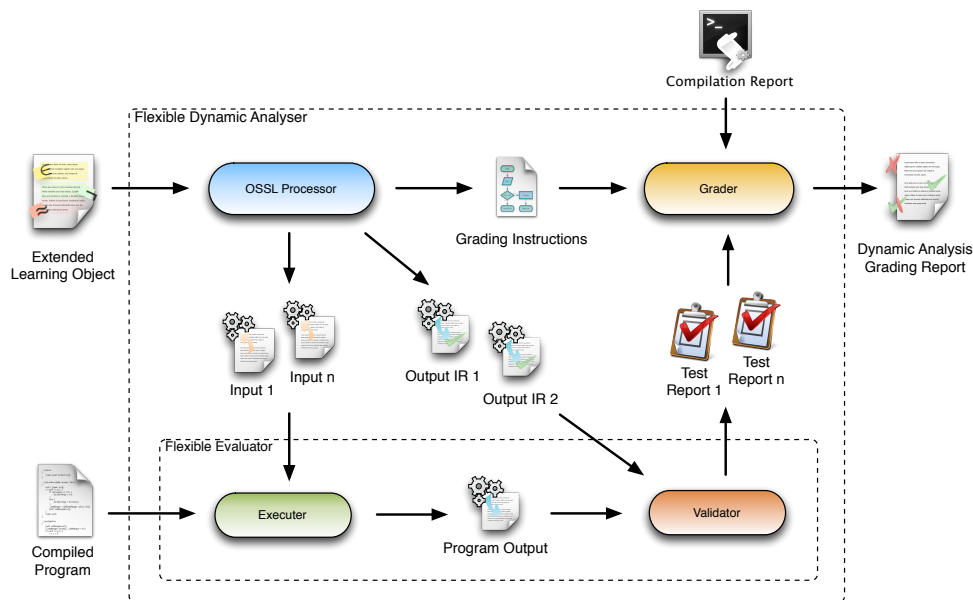 >_
Compilation Report
Flexible Dynamic Analyser
OSSL Processor
Grader
Extended
Learning Object
Grading Instructions
Dynamic Analysis
Grading Report
Input 1
Input n
Output IR 1
Output IR 2
Test
Report 1
Test
Report n
Flexible Evaluator
Executer
Validator
Compiled
Program
Program Output